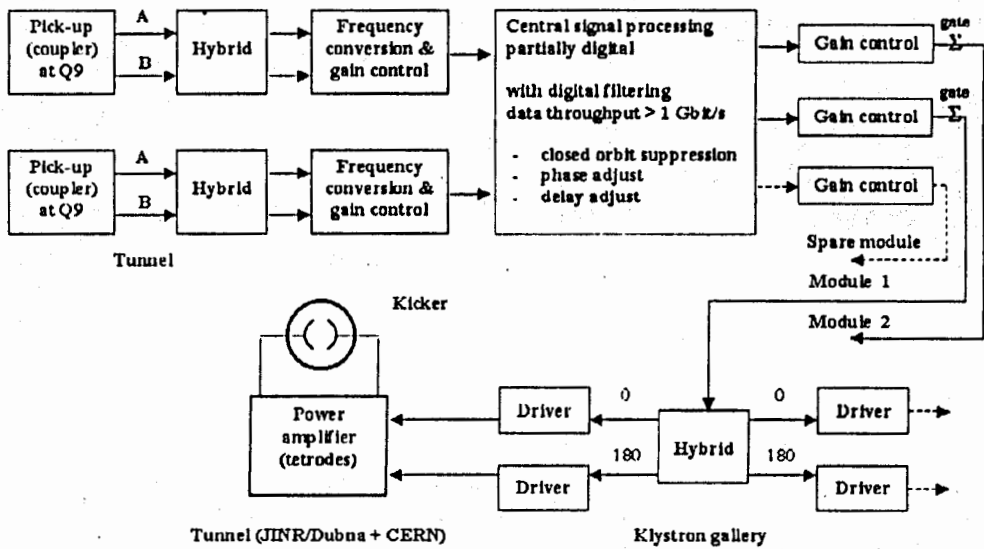 Pick-up
(coupler)
at Q9
A
B
Hybrid
Frequency
conversion &
gain control
Central signal processing
partially digital
with digital filtering
data throughput > 1 Gbit/s
- closed orbit suppression
- phase adjust
- delay adjust
Gain control
gate
Σ
Gain control
gate
Σ
Gain control
Pick-up
(coupler)
at Q9
A
B
Hybrid
Frequency
conversion &
gain control
Tunnel
Spare module
Module 1
Module 2
Kicker
Power
amplifier
(tetrodes)
Driver
0
0
Driver
Hybrid
Driver
180
180
Driver
Tunnel (JINR/Dubna + CERN)
Klystron gallery